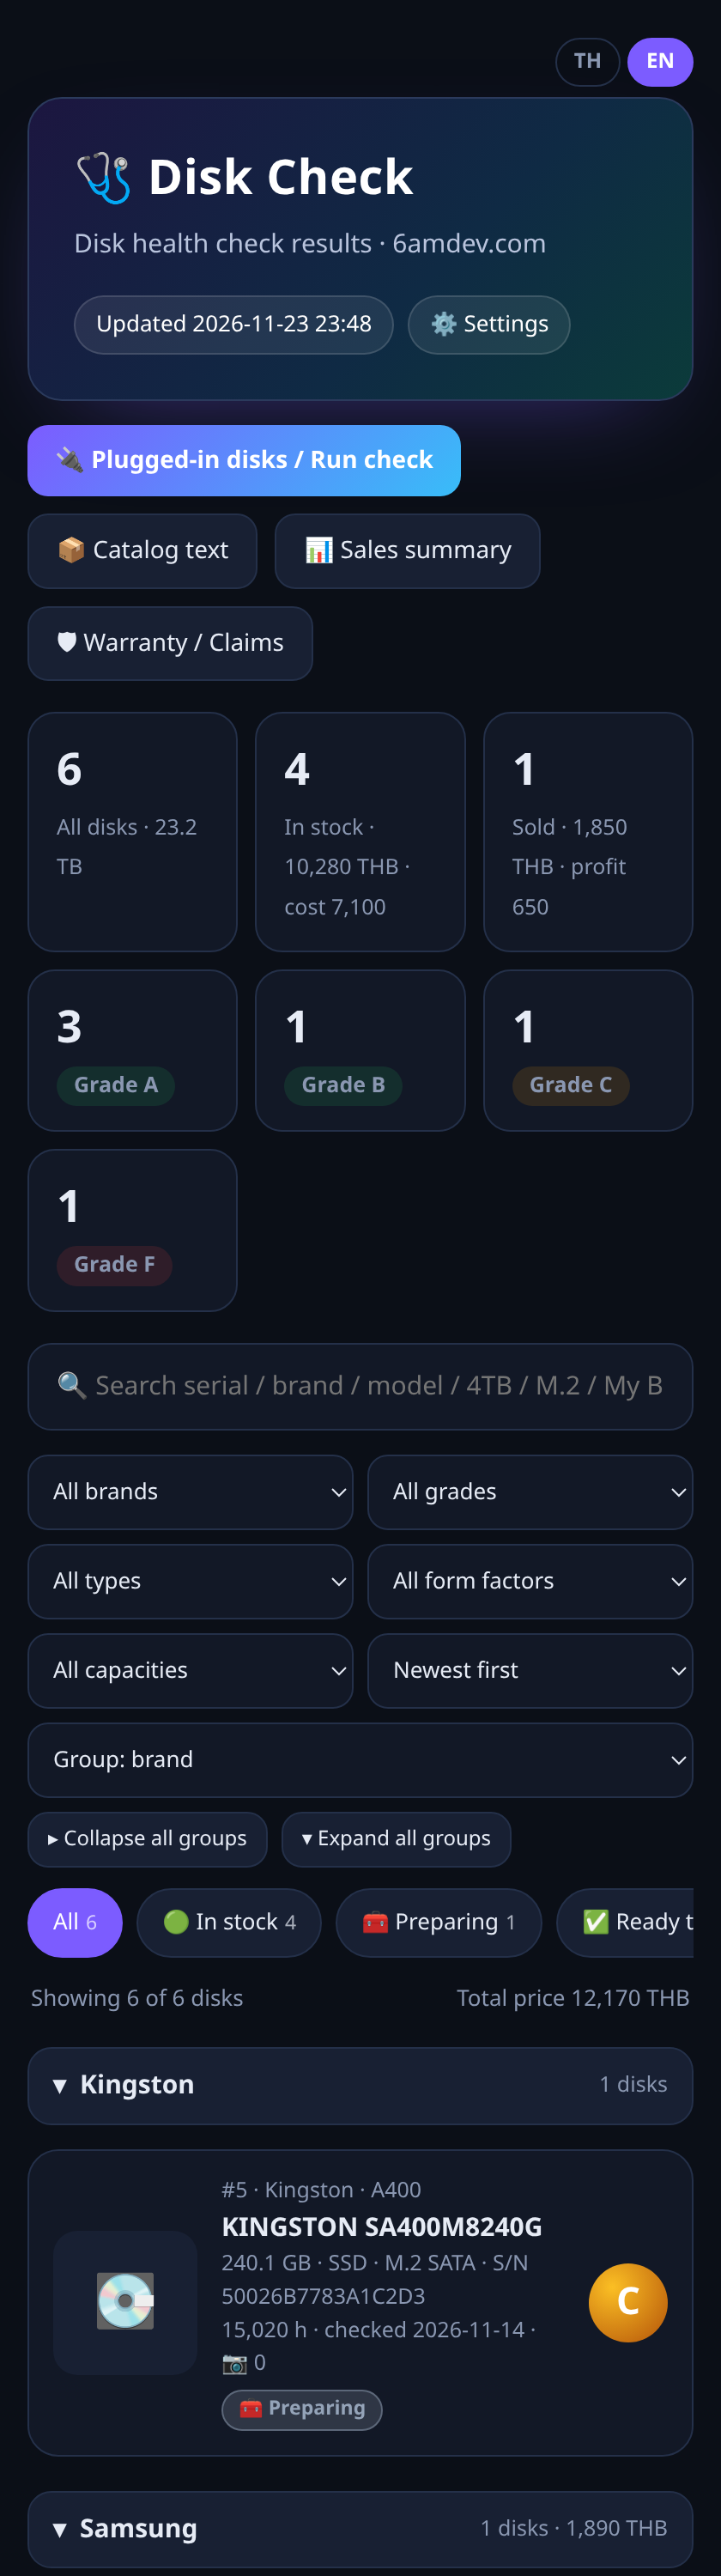 TH EN
🩺 Disk Check
Disk health check results · 6amdev.com
Updated 2026-11-23 23:48 ⚙️ Settings
🔌 Plugged-in disks / Run check
📦 Catalog text 📊 Sales summary
🛡 Warranty / Claims
6 4 1
All disks · 23.2
TB
In stock ·
10,280 THB ·
cost 7,100
Sold · 1,850
THB · profit
650
3 1 1
Grade A Grade B Grade C
1
Grade F
🔍 Search serial / brand / model / 4TB / M.2 / My B
All brands All grades
All types All form factors
All capacities Newest first
Group: brand
▸ Collapse all groups ▾ Expand all groups
All 6 🟢 In stock 4 🧰 Preparing 1 ✅ Ready t
Showing 6 of 6 disks Total price 12,170 THB
▼ Kingston 1 disks
#5 · Kingston · A400
KINGSTON SA400M8240G
240.1 GB · SSD · M.2 SATA · S/N
50026B7783A1C2D3
15,020 h · checked 2026-11-14 ·
📷 0
C
🧰 Preparing
▼ Samsung 1 disks · 1,890 THB